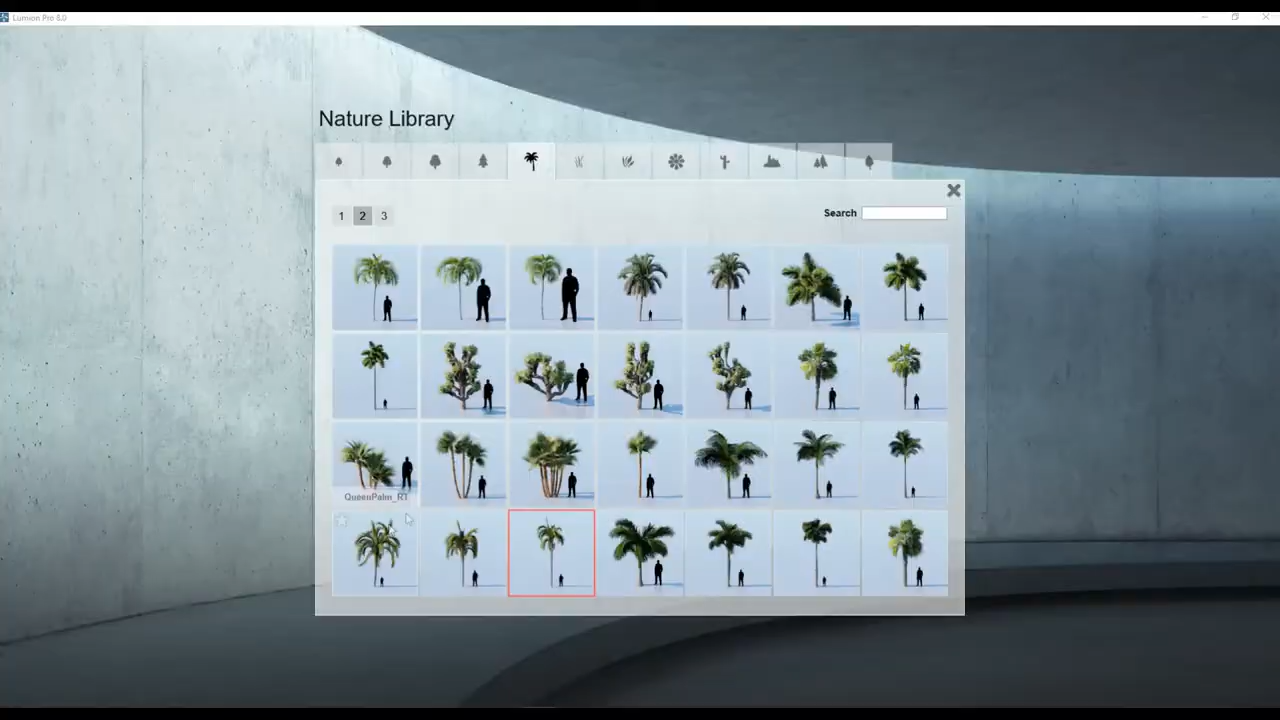 Lumion Pro 8.0
Nature Library
1 2 3
Search
QueenPalm_RT